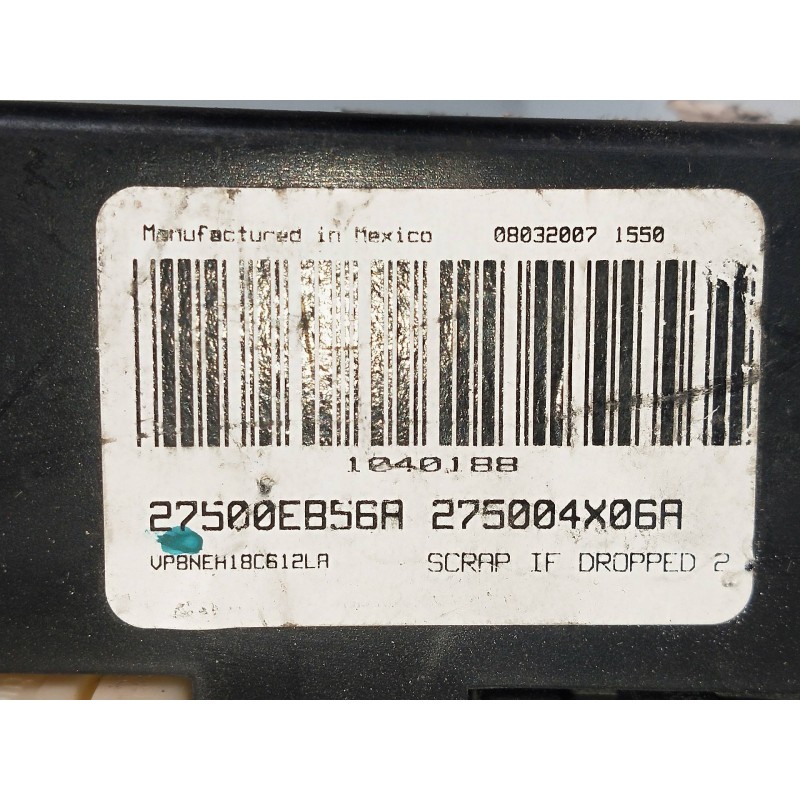 Manufactured in Mexico 08032007 1550
1040188
27500EB56A 275004X06A
VP8NEH18C612LA SCRAP IF DROPPED 2